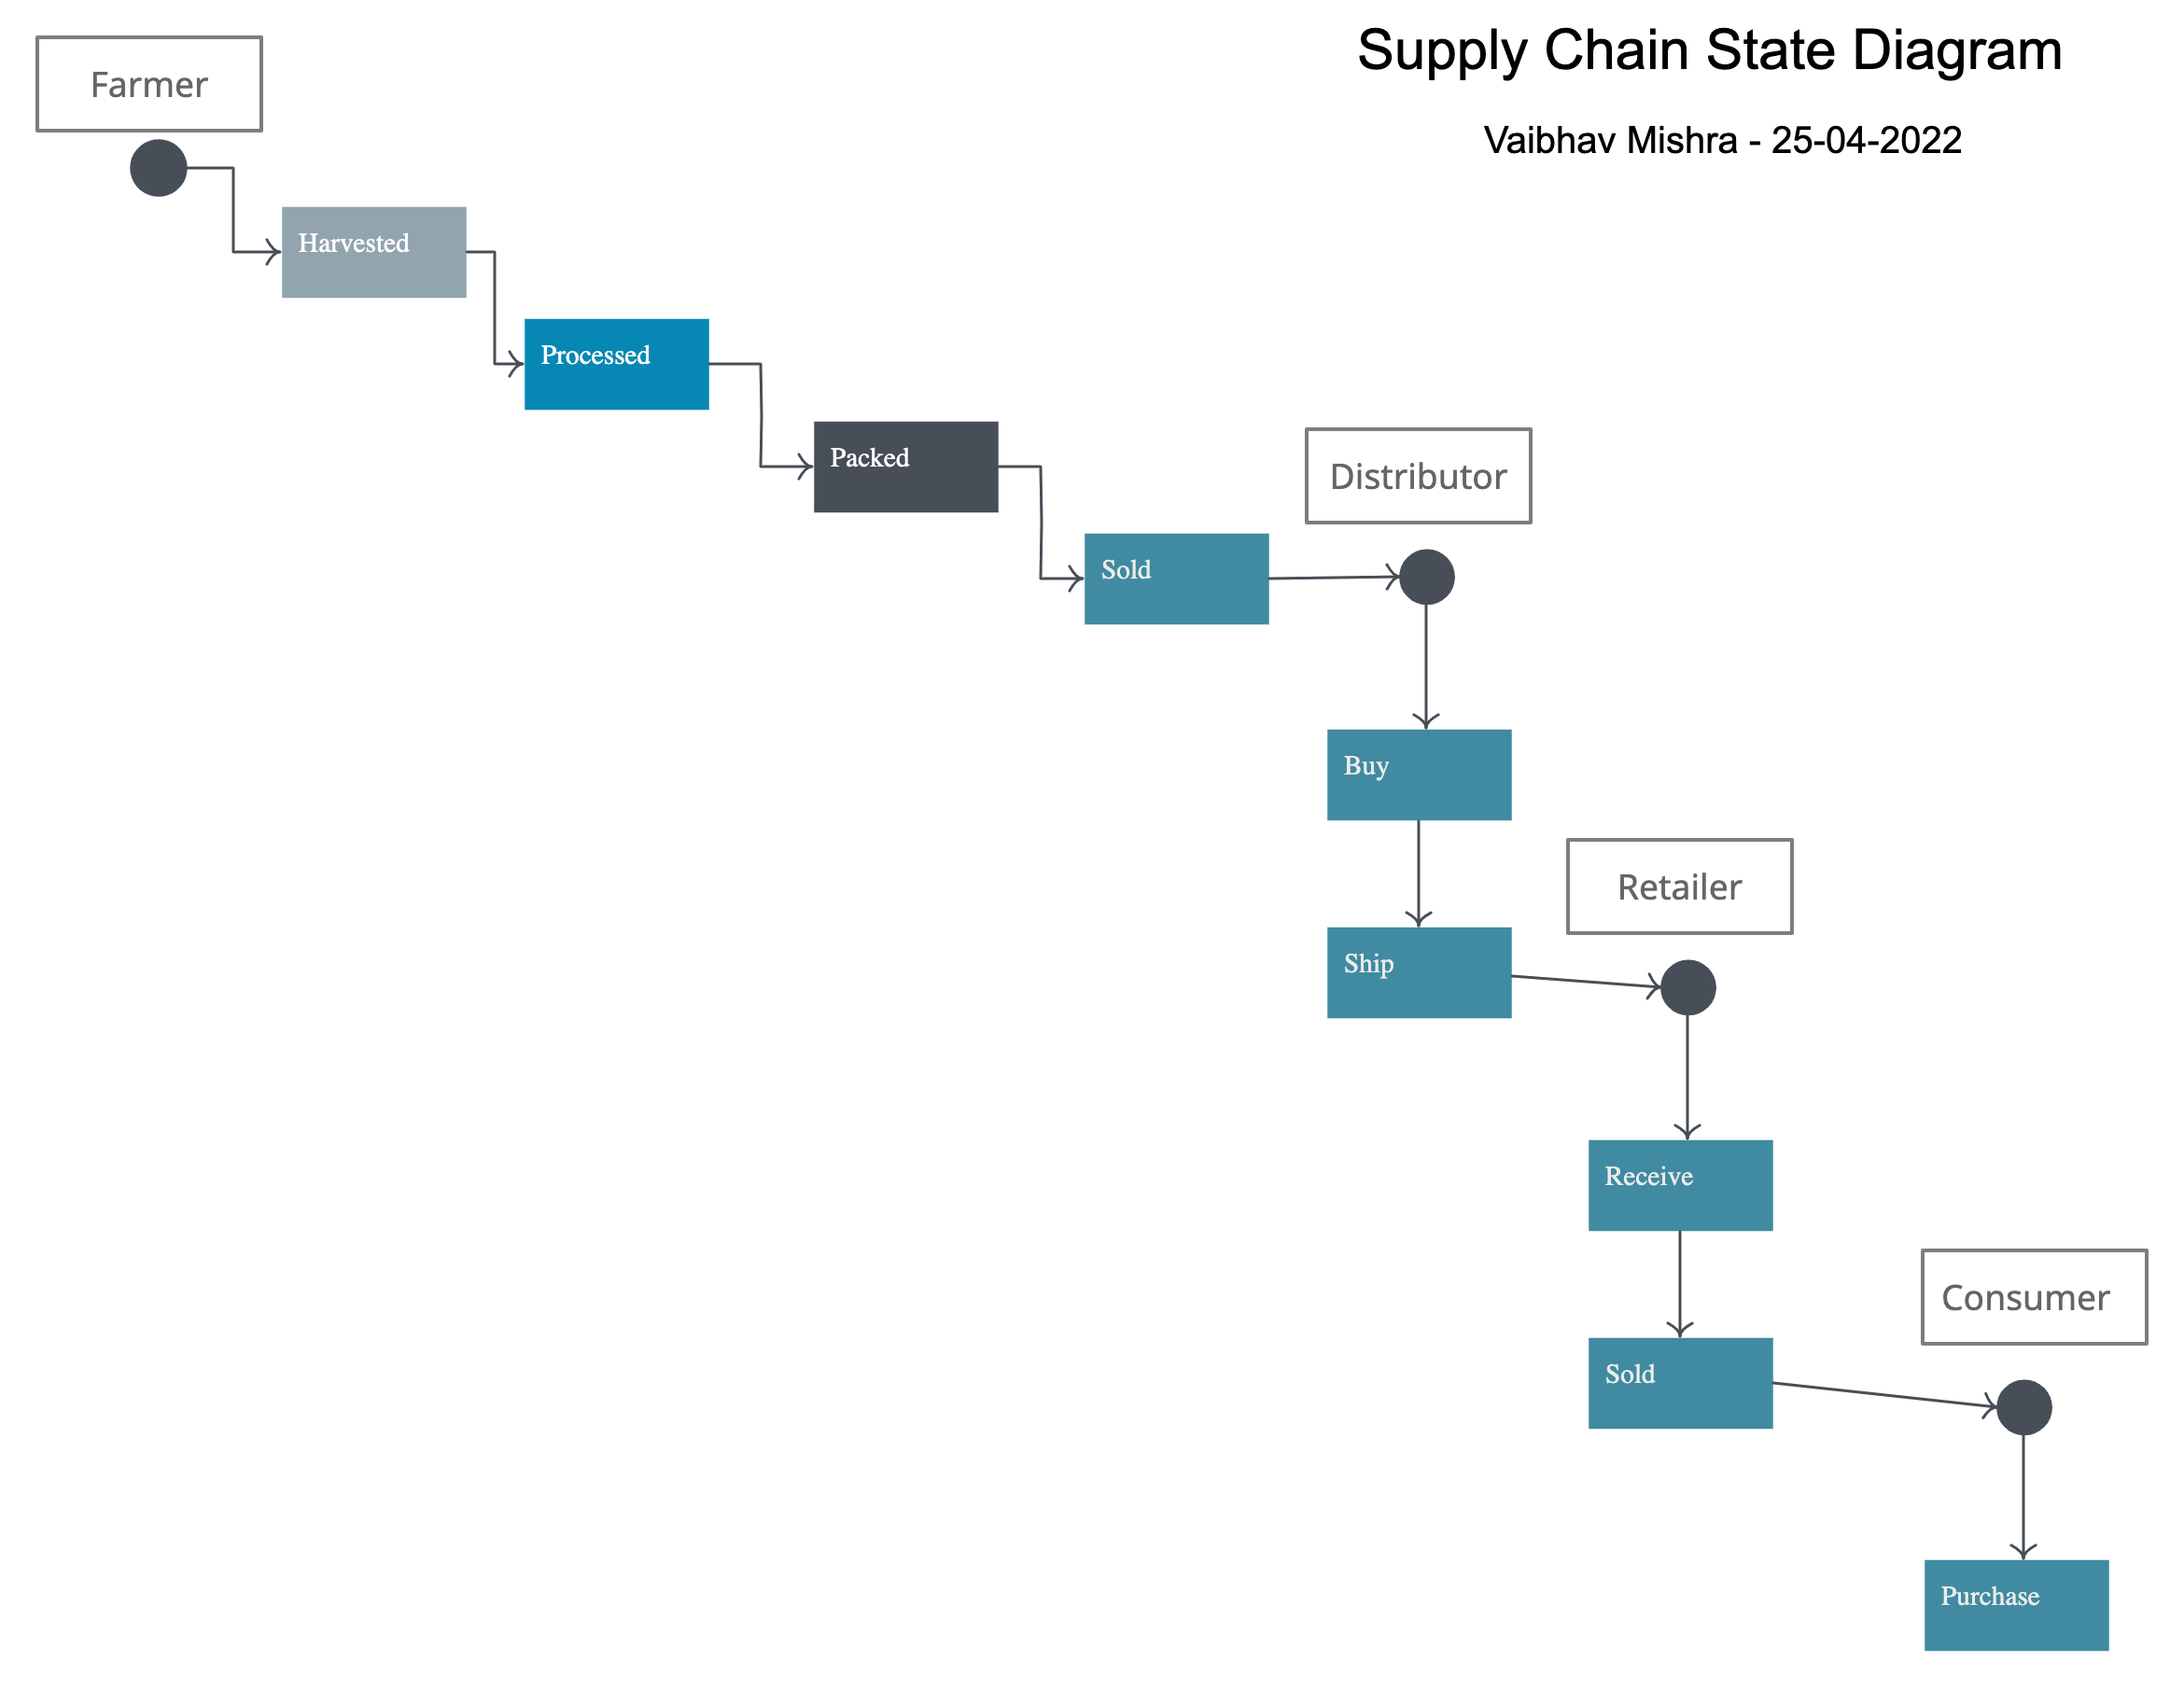 Supply Chain State Diagram
Vaibhav Mishra - 25-04-2022
Farmer
Harvested
Processed
Packed
Sold
Distributor
Buy
Ship
Retailer
Receive
Sold
Consumer
Purchase